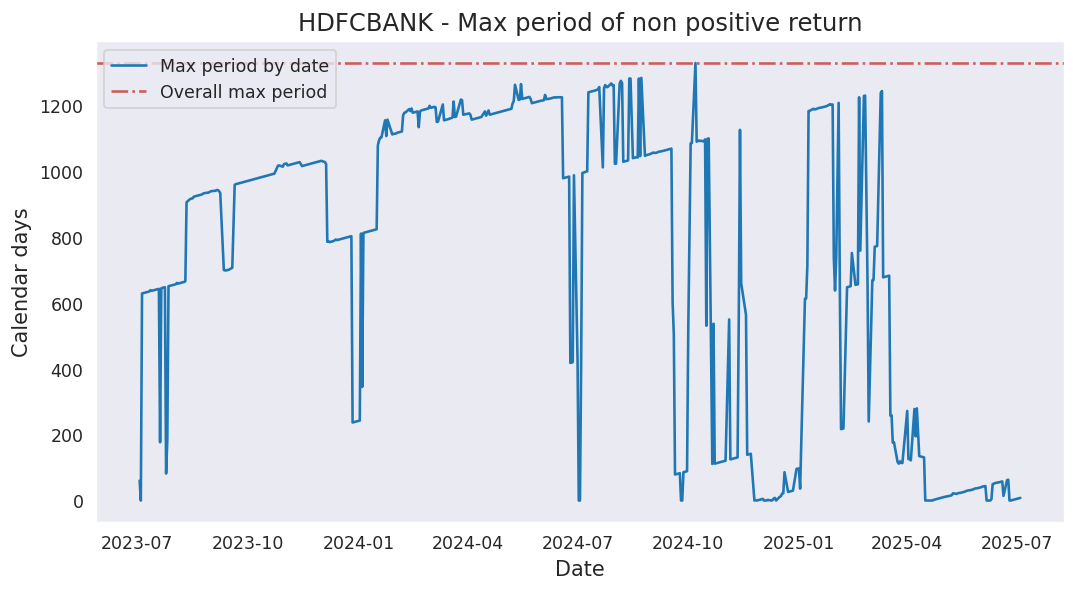 HDFCBANK - Max period of non positive return
Max period by date
Overall max period
Calendar days
1200
1000
800
600
400
200
0
2023-07 2023-10 2024-01 2024-04 2024-07 2024-10 2025-01 2025-04 2025-07
Date